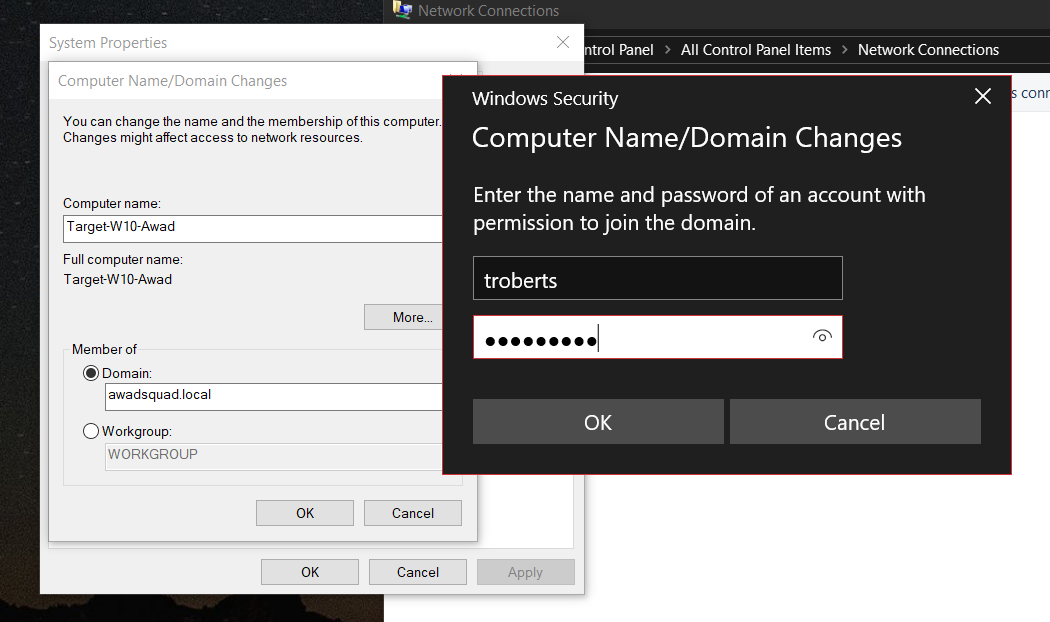 Network Connections
System Properties
ntrol Panel > All Control Panel Items > Network Connections
Computer Name/Domain Changes
You can change the name and the membership of this computer.
Changes might affect access to network resources.
Computer name:
Target-W10-Awad
Full computer name:
Target-W10-Awad
More...
Member of
Domain:
awadsquad.local
Workgroup:
WORKGROUP
OK Cancel
OK Cancel Apply
Windows Security
Computer Name/Domain Changes
Enter the name and password of an account with
permission to join the domain.
troberts
●●●●●●●●●
OK Cancel
s conn